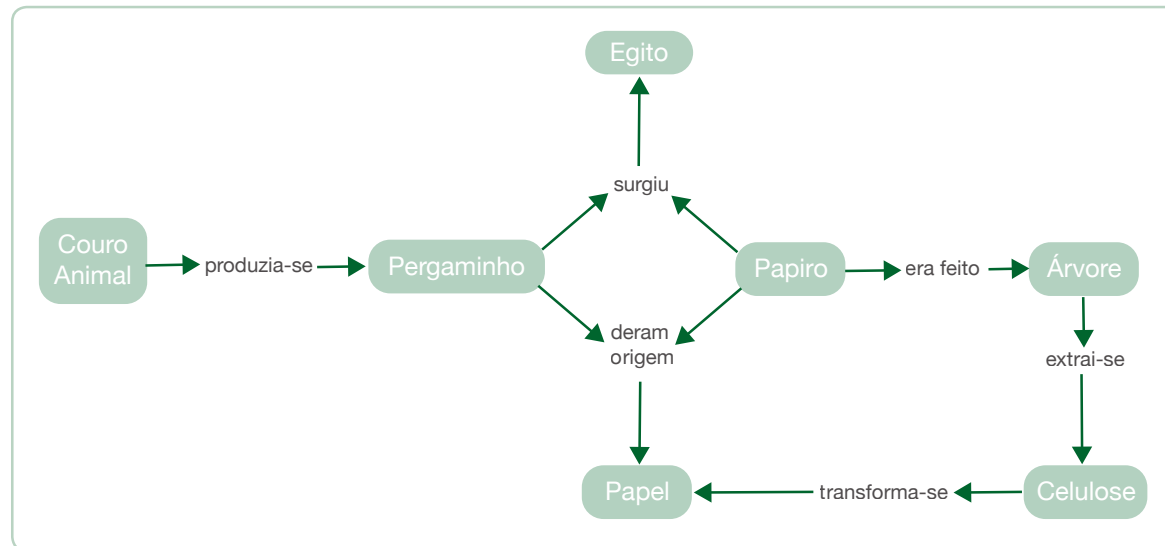 Egito
surgiu
Couro
Animal
produzia-se
Pergaminho
Papiro
era feito
Árvore
deram
origem
extrai-se
Papel
transforma-se
Celulose